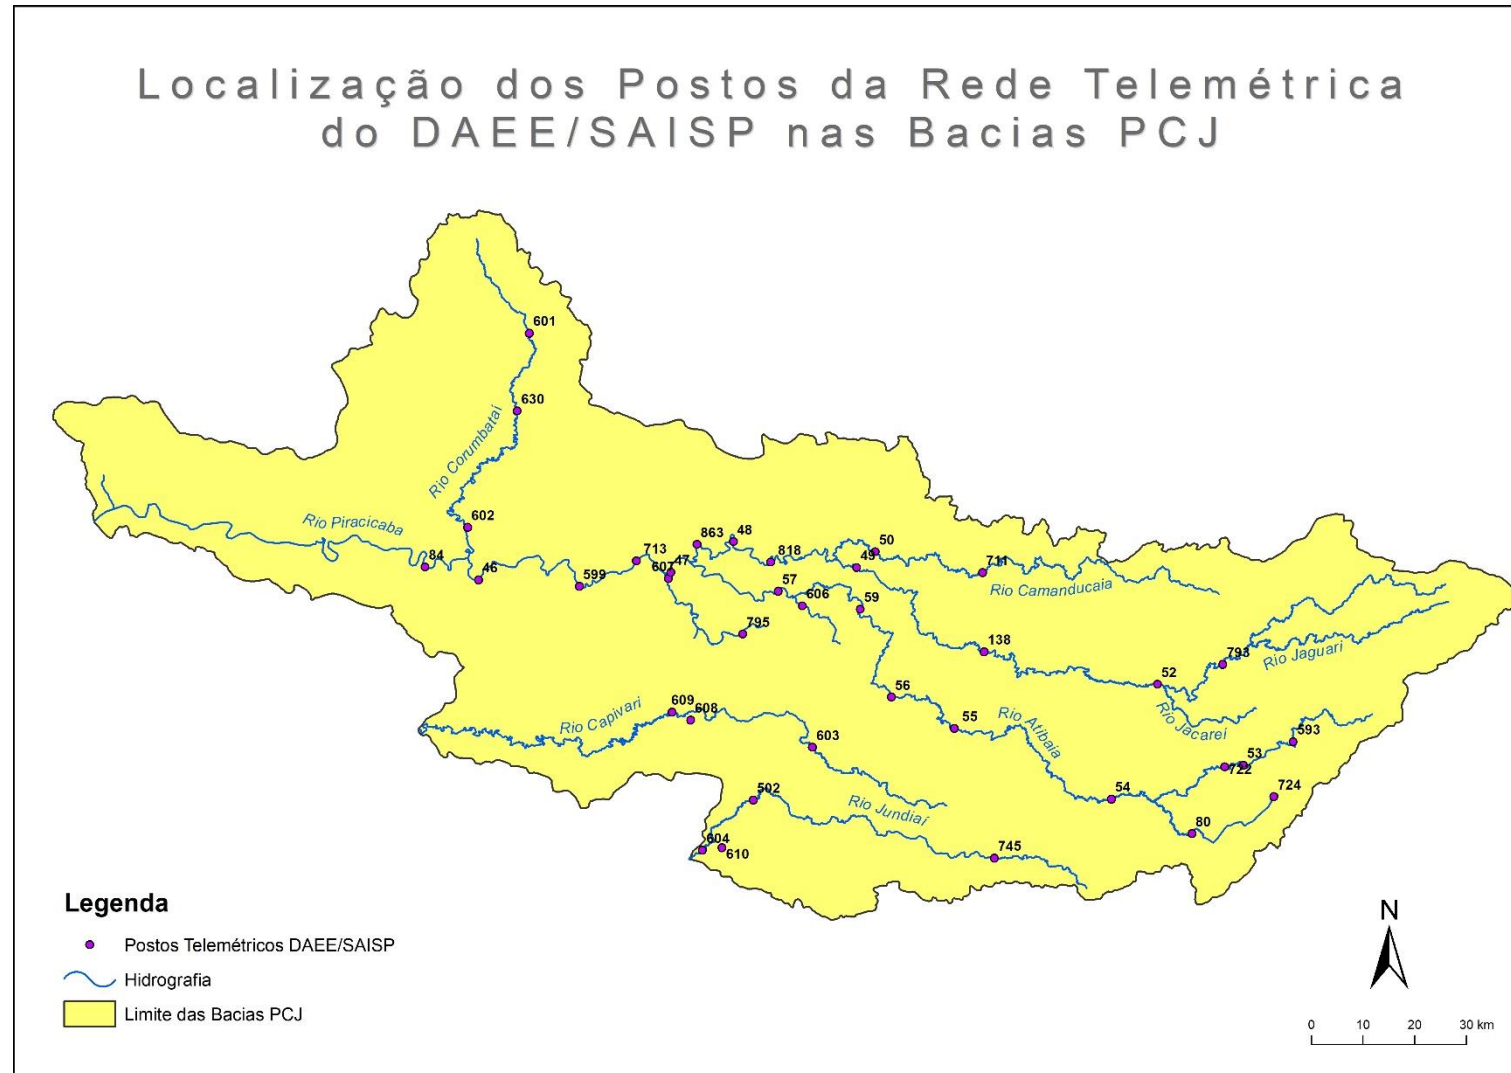 Localização dos Postos da Rede Telemétrica
do DAEE/SAISP nas Bacias PCJ
601
630
Rio Corumbataí
602
Rio Piracicaba
84
46
599
713
607
47
863
48
818
50
49
711
Rio Camanducaia
57
606
59
795
138
793
Rio Jaguari
52
Rio Jacareí
56
55
Rio Atibaia
593
53
722
724
54
80
609
608
Rio Capivari
603
502
Rio Jundiaí
604
610
745
Legenda
Postos Telemétricos DAEE/SAISP
Hidrografia
Limite das Bacias PCJ
N
0 10 20 30 km